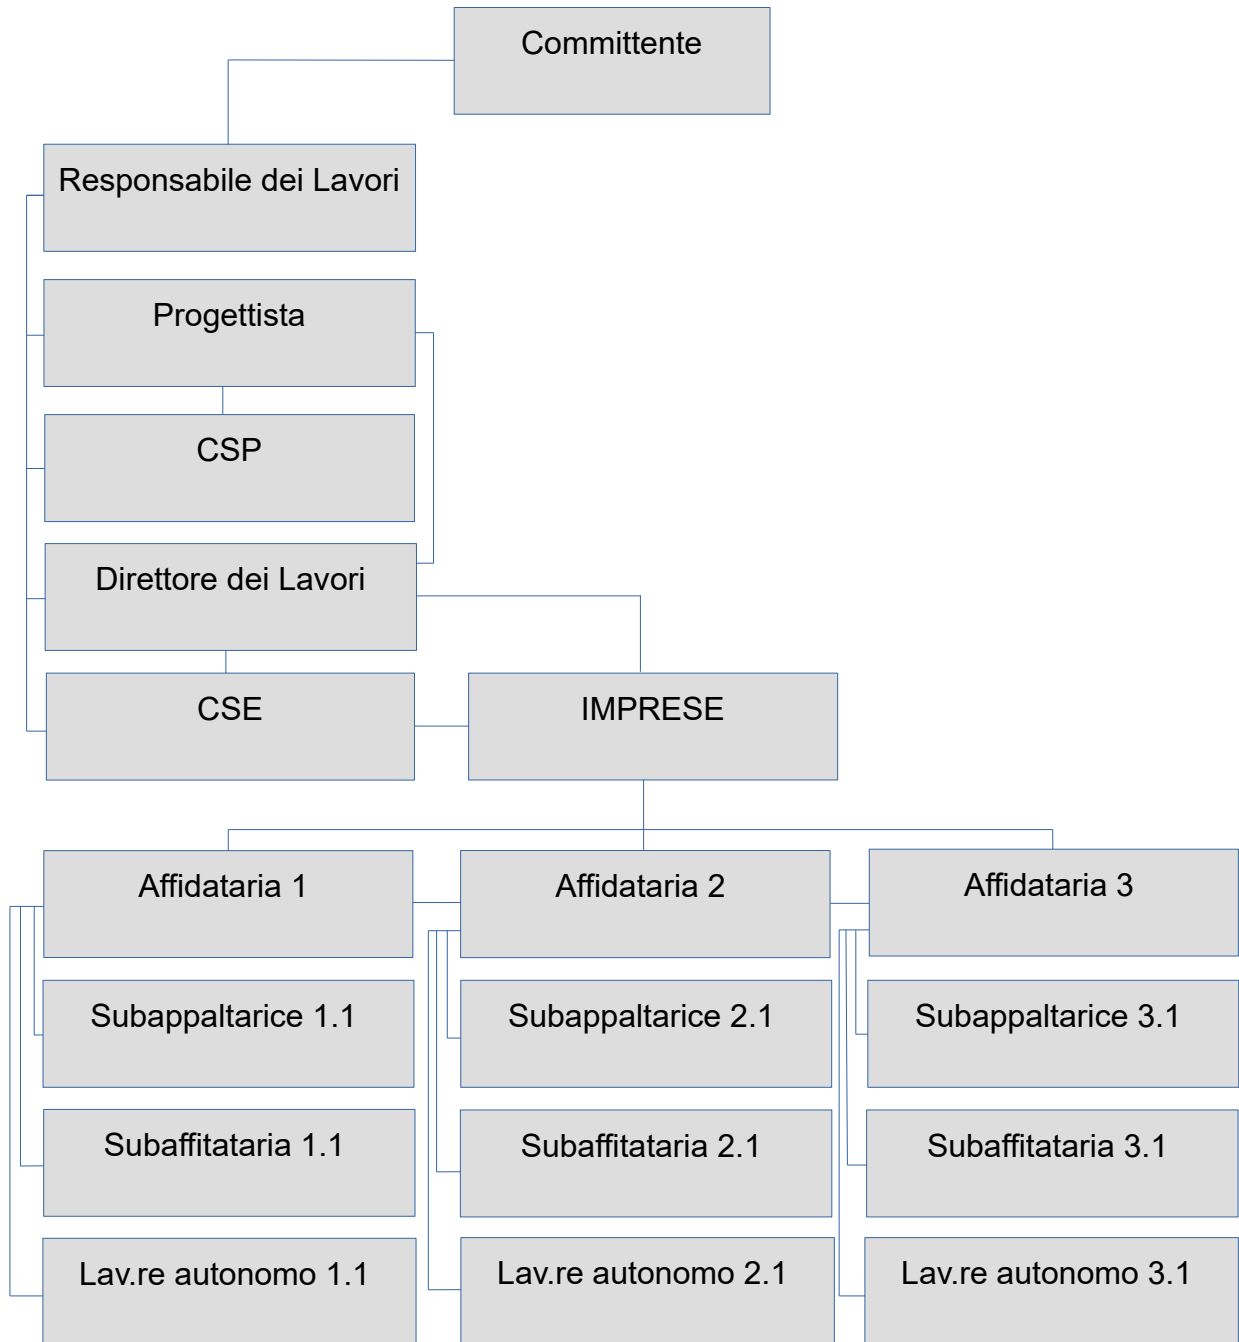 Committente
Responsabile dei Lavori
Progettista
CSP
Direttore dei Lavori
CSE
IMPRESE
Affidataria 1
Affidataria 2
Affidataria 3
Subappaltarice 1.1
Subappaltarice 2.1
Subappaltarice 3.1
Subaffitataria 1.1
Subaffitataria 2.1
Subaffitataria 3.1
Lav.re autonomo 1.1
Lav.re autonomo 2.1
Lav.re autonomo 3.1